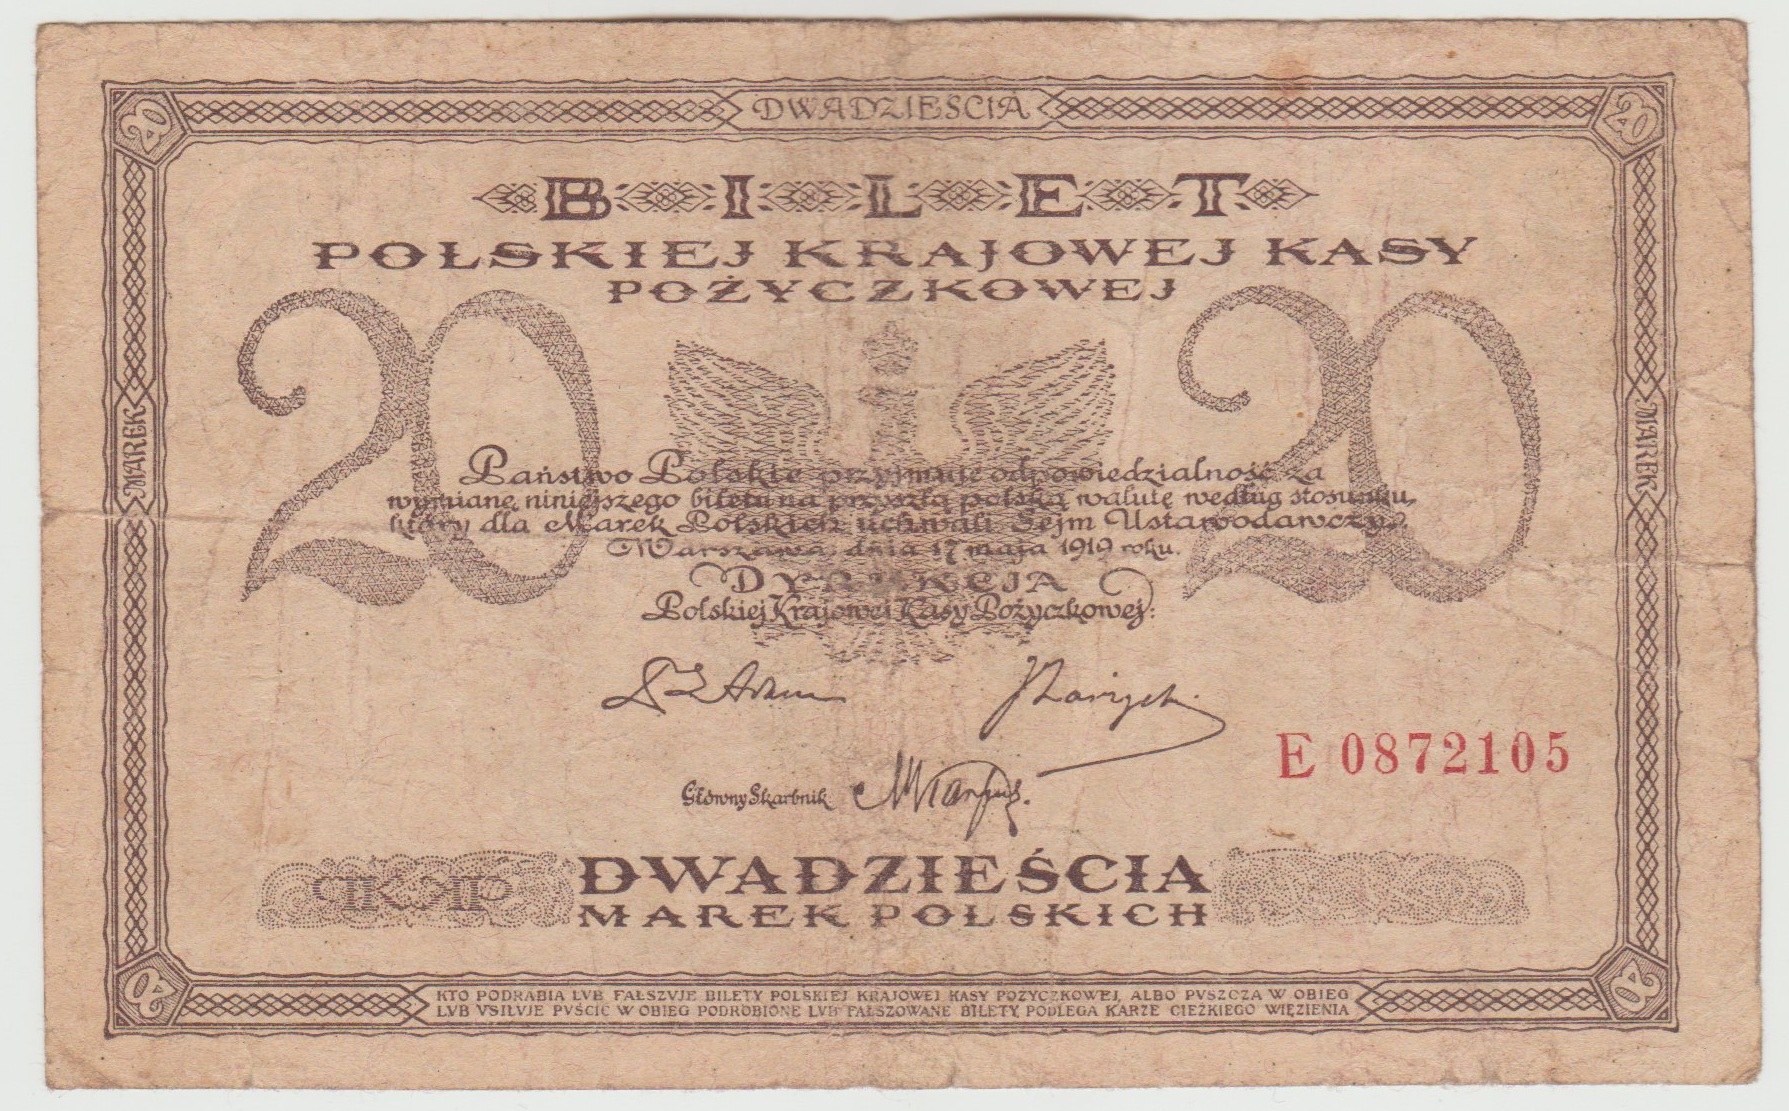 20
DWADZIEŚCIA
20
BILET
POLSKIEJ KRAJOWEJ KASY
POŻYCZKOWEJ
20
20
MAREK
MAREK
Państwo Polskie przyjmuje odpowiedzialność za
wymianę niniejszego biletu na przyszłą polską walutę według stosunku,
który dla Marek Polskich uchwali Sejm Ustawodawczy.
Warszawa, dnia 17 maja 1919 roku.
DYREKCJA
Polskiej Krajowej Kasy Pożyczkowej:
E 0872105
Główny Skarbnik
DWADZIEŚCIA
MAREK POLSKICH
KTO PODRABIA LVB FAŁSZVJE BILETY POLSKIEJ KRAJOWEJ KASY POŻYCZKOWEJ, ALBO PVSZCZA W OBIEG
LVB VSIŁVJE PVŚCIĆ W OBIEG PODROBIONE LVB FAŁSZOWANE BILETY, PODLEGA KARZE CIĘŻKIEGO WIĘZIENIA
20
20